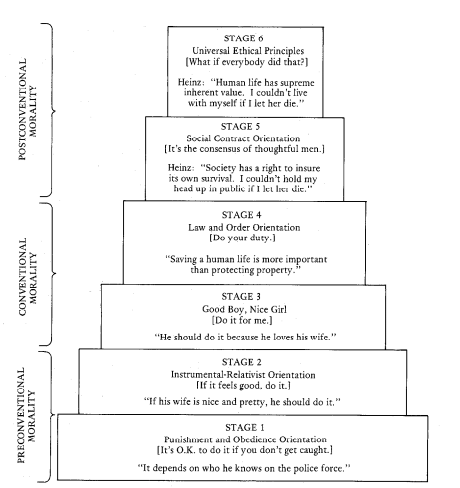 STAGE 6
Universal Ethical Principles
[What if everybody did that?]
Heinz: "Human life has supreme
inherent value. I couldn't live
with myself if I let her die."
POSTCONVENTIONAL
MORALITY
STAGE 5
Social Contract Orientation
[It's the consensus of thoughtful men.]
Heinz: "Society has a right to insure
its own survival. I couldn't hold my
head up in public if I let her die."
STAGE 4
Law and Order Orientation
[Do your duty.]
"Saving a human life is more important
than protecting property."
CONVENTIONAL
MORALITY
STAGE 3
Good Boy, Nice Girl
[Do it for me.]
"He should do it because he loves his wife."
STAGE 2
Instrumental-Relativist Orientation
[If it feels good, do it.]
"If his wife is nice and pretty, he should do it."
PRECONVENTIONAL
MORALITY
STAGE 1
Punishment and Obedience Orientation
[It's O.K. to do it if you don't get caught.]
"It depends on who he knows on the police force."